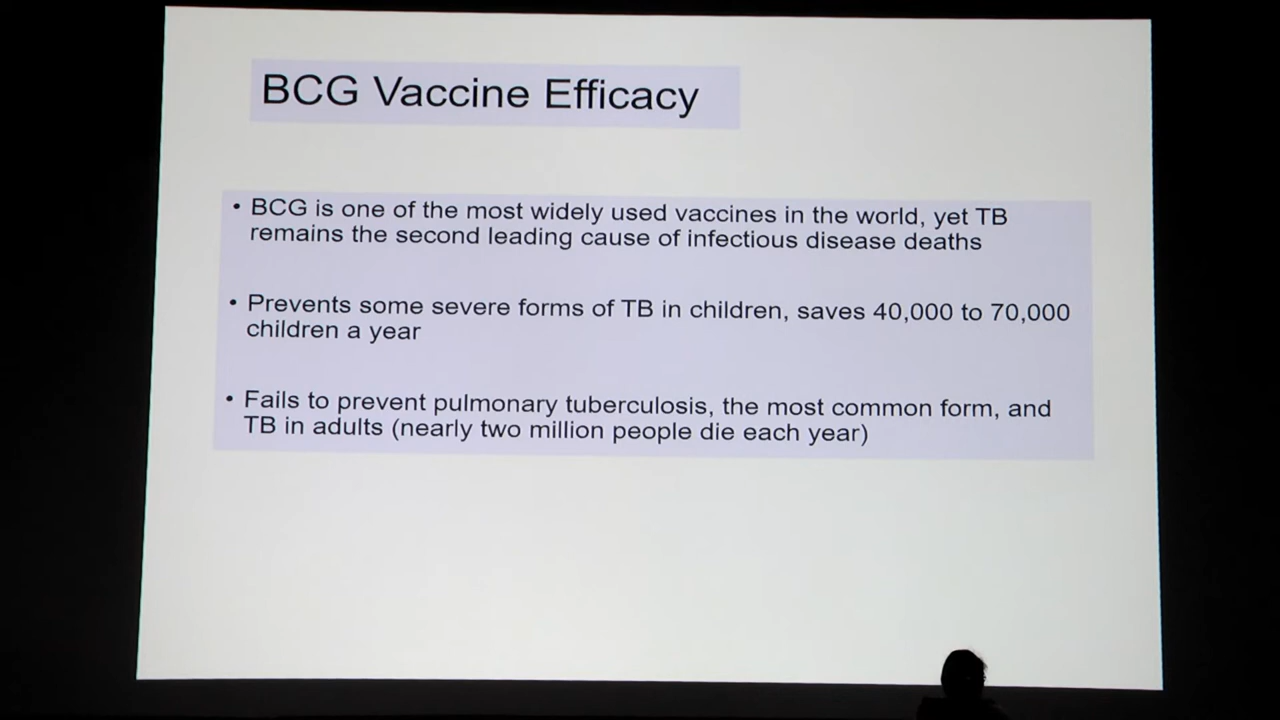 BCG Vaccine Efficacy
• BCG is one of the most widely used vaccines in the world, yet TB
remains the second leading cause of infectious disease deaths
• Prevents some severe forms of TB in children, saves 40,000 to 70,000
children a year
• Fails to prevent pulmonary tuberculosis, the most common form, and
TB in adults (nearly two million people die each year)